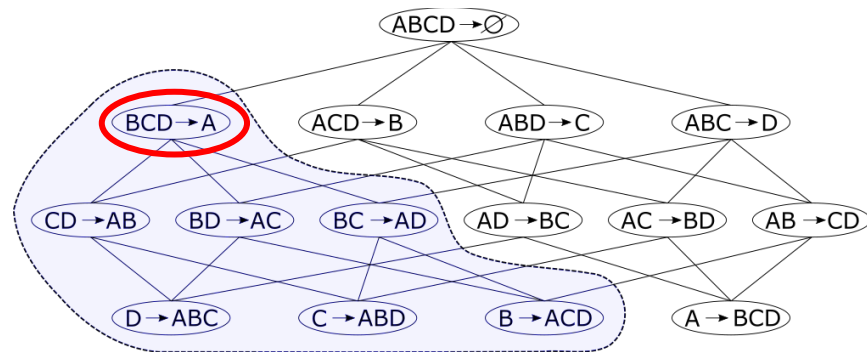 ABCD→∅
BCD→A ACD→B ABD→C ABC→D
CD→AB BD→AC BC→AD AD→BC AC→BD AB→CD
D→ABC C→ABD B→ACD A→BCD